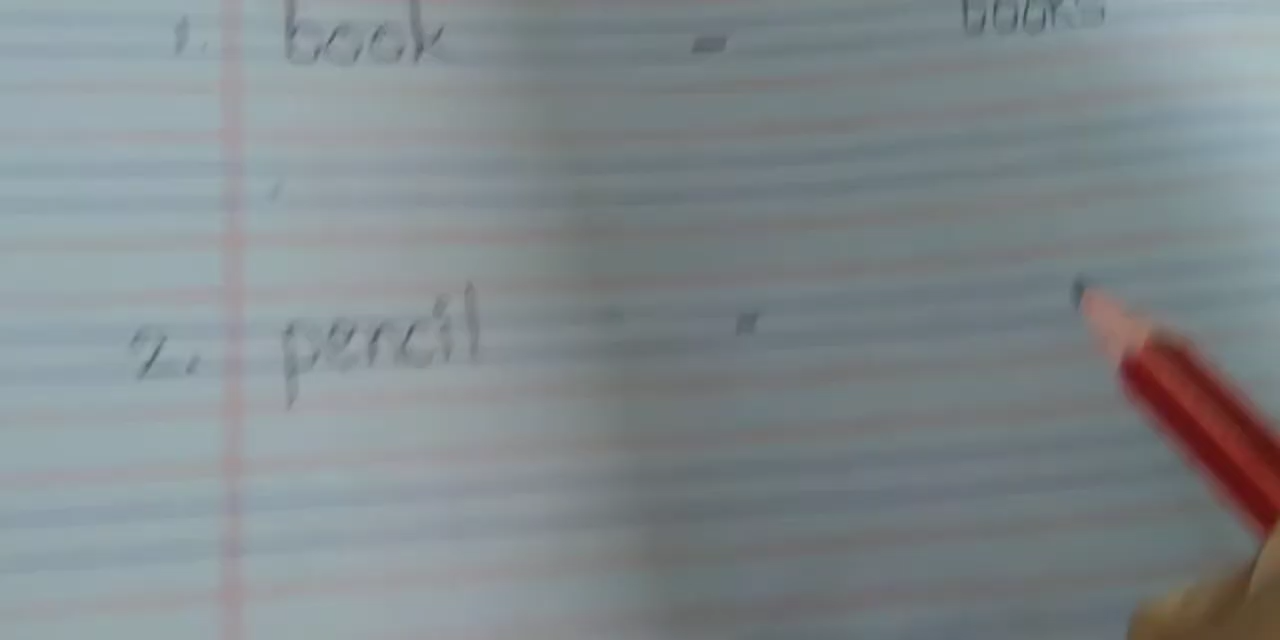 1. book - books
2. pencil -